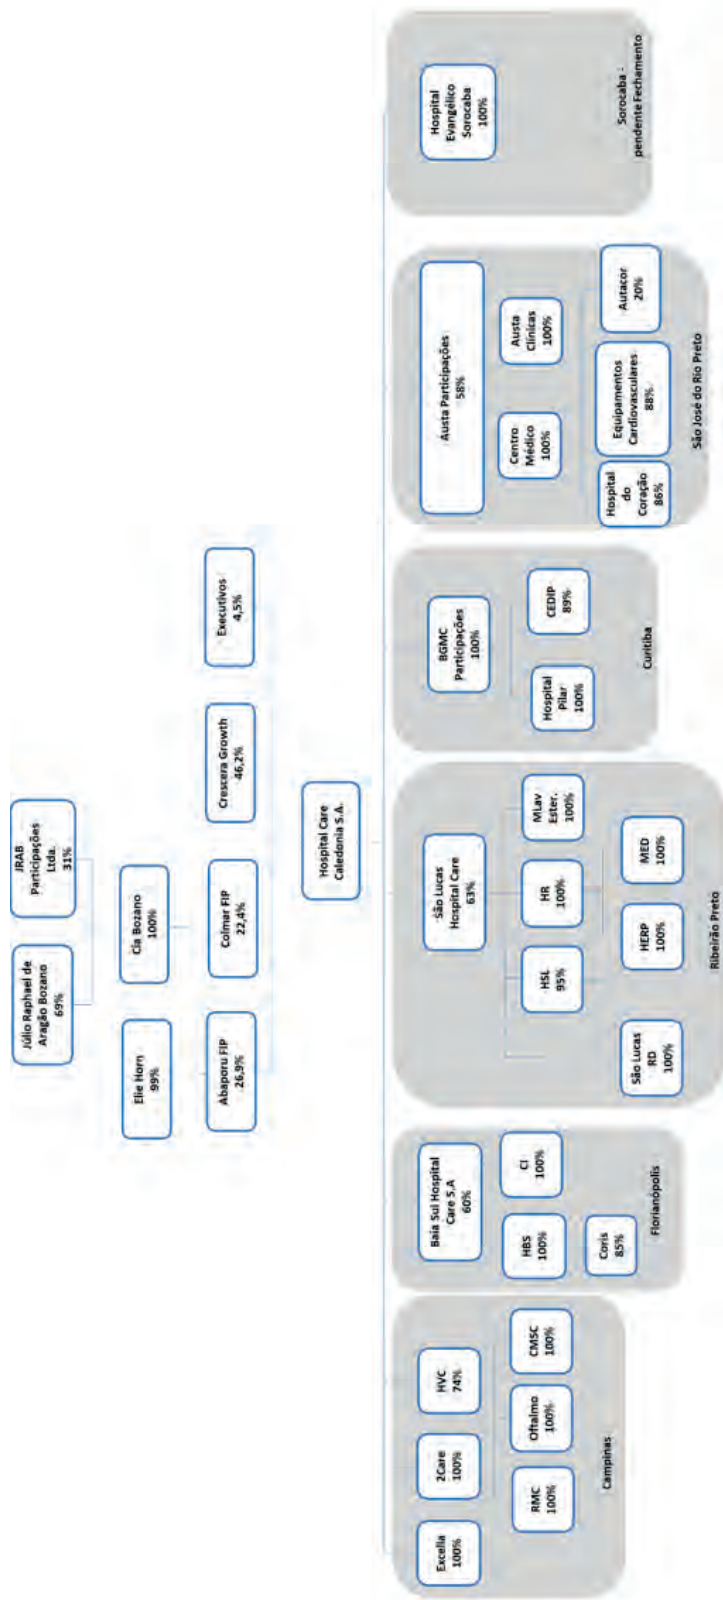 Júlio Raphael de
Aragão Bozano
69%
JRAB
Participações
Ltda.
31%
Elie Horn
99%
Cia Bozano
100%
Abaporu FIP
26,9%
Colmar FIP
22,4%
Crescera Growth
46,2%
Executivos
4,5%
Hospital Care
Caledonia S.A.
Excella
100%
2Care
100%
HVC
74%
RMC
100%
Oftalmo
100%
CMSC
100%
Campinas
Baia Sul Hospital
Care S.A
60%
HBS
100%
CI
100%
Coris
85%
Florianópolis
São Lucas
Hospital Care
63%
HSL
95%
HR
100%
MLav
Ester.
100%
São Lucas
RD
100%
HERP
100%
MED
100%
Ribeirão Preto
BGMC
Participações
100%
Hospital
Pilar
100%
CEDIP
89%
Curitiba
Austa Participações
58%
Centro
Médico
100%
Austa
Clínicas
100%
Hospital
do
Coração
86%
Equipamentos
Cardiovasculares
88%
Autacor
20%
São José do Rio Preto
Hospital
Evangélico
Sorocaba
100%
Sorocaba :
pendente Fechamento